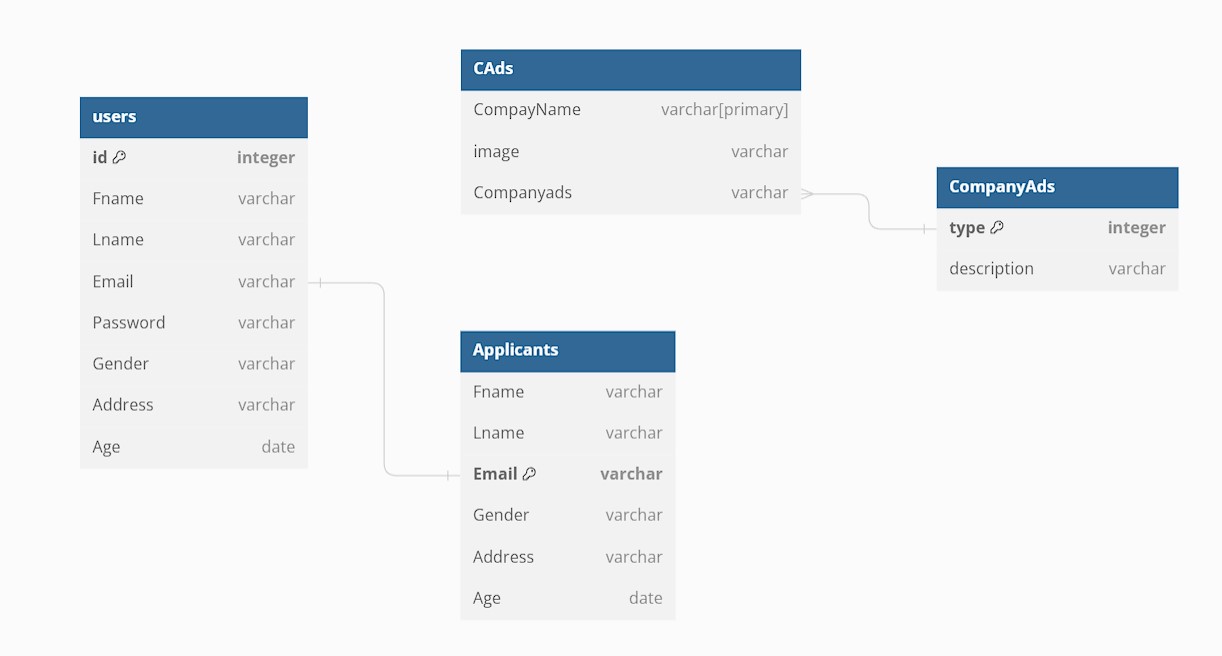 users
id integer
Fname varchar
Lname varchar
Email varchar
Password varchar
Gender varchar
Address varchar
Age date
CAds
CompayName varchar[primary]
image varchar
Companyads varchar
CompanyAds
type integer
description varchar
Applicants
Fname varchar
Lname varchar
Email varchar
Gender varchar
Address varchar
Age date